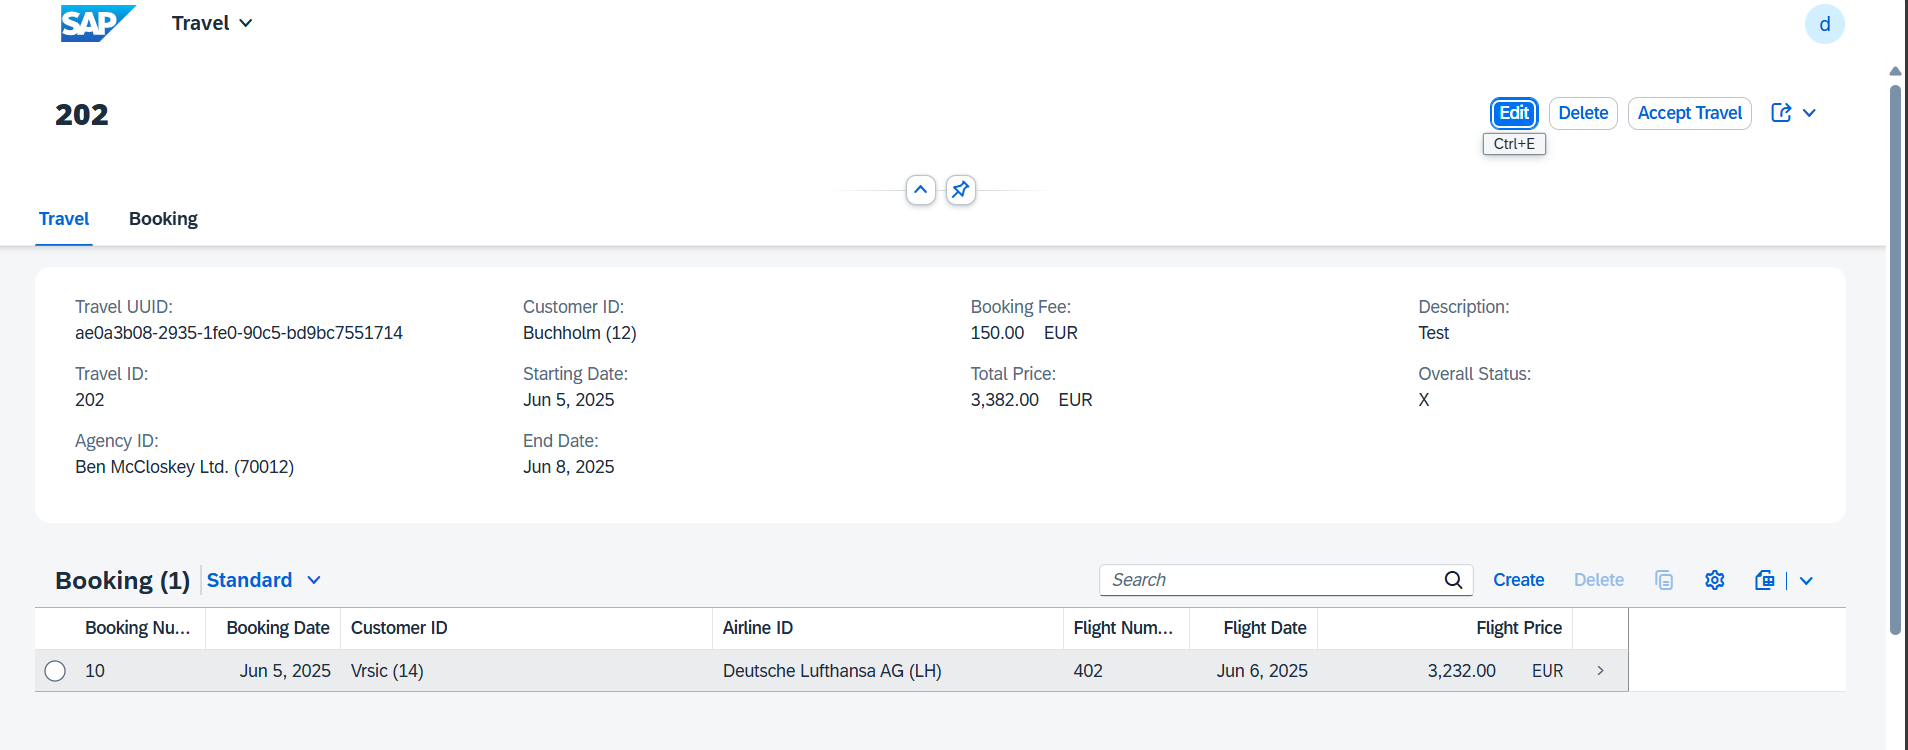 SAP Travel d
202 Edit Delete Accept Travel
Ctrl+E
Travel Booking
Travel UUID: Customer ID: Booking Fee: Description:
ae0a3b08-2935-1fe0-90c5-bd9bc7551714 Buchholm (12) 150.00 EUR Test
Travel ID: Starting Date: Total Price: Overall Status:
202 Jun 5, 2025 3,382.00 EUR X
Agency ID: End Date:
Ben McCloskey Ltd. (70012) Jun 8, 2025
Booking (1) Standard Search Create Delete
Booking Nu... Booking Date Customer ID Airline ID Flight Num... Flight Date Flight Price
10 Jun 5, 2025 Vrsic (14) Deutsche Lufthansa AG (LH) 402 Jun 6, 2025 3,232.00 EUR